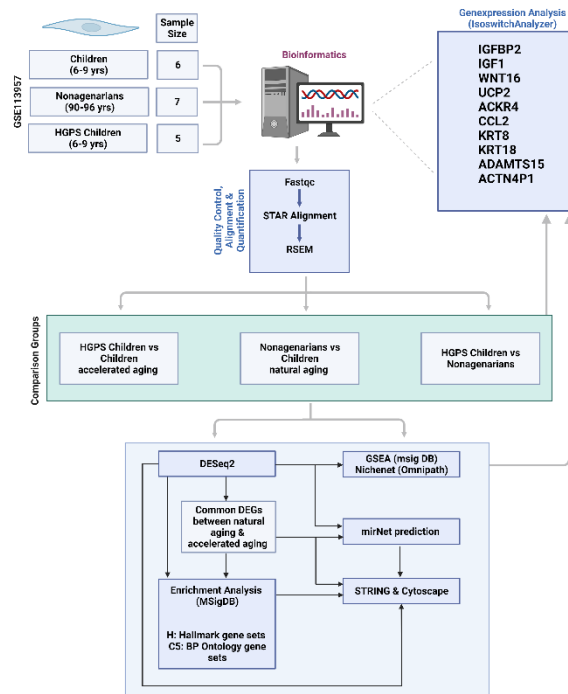 Sample
Size
GSE113957
Children
(6-9 yrs)
6
Nonagenarians
(90-96 yrs)
7
HGPS Children
(6-9 yrs)
5
Bioinformatics
Genexpression Analysis
(IsoswitchAnalyzer)
IGFBP2
IGF1
WNT16
UCP2
ACKR4
CCL2
KRT8
KRT18
ADAMTS15
ACTN4P1
Quality Control,
Alignment &
Quantification
Fastqc
STAR Alignment
RSEM
Comparison Groups
HGPS Children vs
Children
accelerated aging
Nonagenarians vs
Children
natural aging
HGPS Children vs
Nonagenarians
DESeq2
GSEA (msig DB)
Nichenet (Omnipath)
Common DEGs
between natural
aging &
accelerated aging
mirNet prediction
Enrichment Analysis
(MSigDB)
H: Hallmark gene sets
C5: BP Ontology gene
sets
STRING & Cytoscape